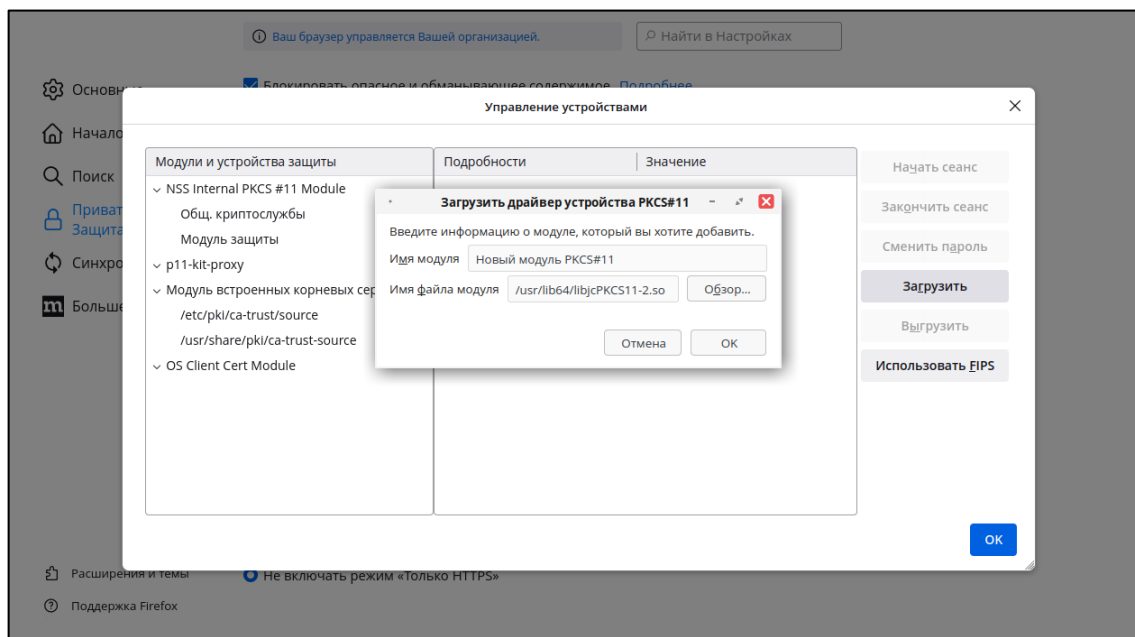 Ваш браузер управляется Вашей организацией.
Найти в Настройках
Основные
Блокировать опасное и обманывающее содержимое Подробнее
Управление устройствами
Начало
Поиск
Приват
Защита
Синхро
Больше
Модули и устройства защиты
Подробности
Значение
NSS Internal PKCS #11 Module
Общ. криптослужбы
Модуль защиты
p11-kit-proxy
Модуль встроенных корневых сер
/etc/pki/ca-trust/source
/usr/share/pki/ca-trust-source
OS Client Cert Module
Загрузить драйвер устройства PKCS#11
Введите информацию о модуле, который вы хотите добавить.
Имя модуля
Новый модуль PKCS#11
Имя файла модуля
/usr/lib64/libjcPKCS11-2.so
Обзор...
Отмена
OK
Начать сеанс
Закончить сеанс
Сменить пароль
Загрузить
Выгрузить
Использовать FIPS
OK
Расширения и темы
Не включать режим «Только HTTPS»
Поддержка Firefox